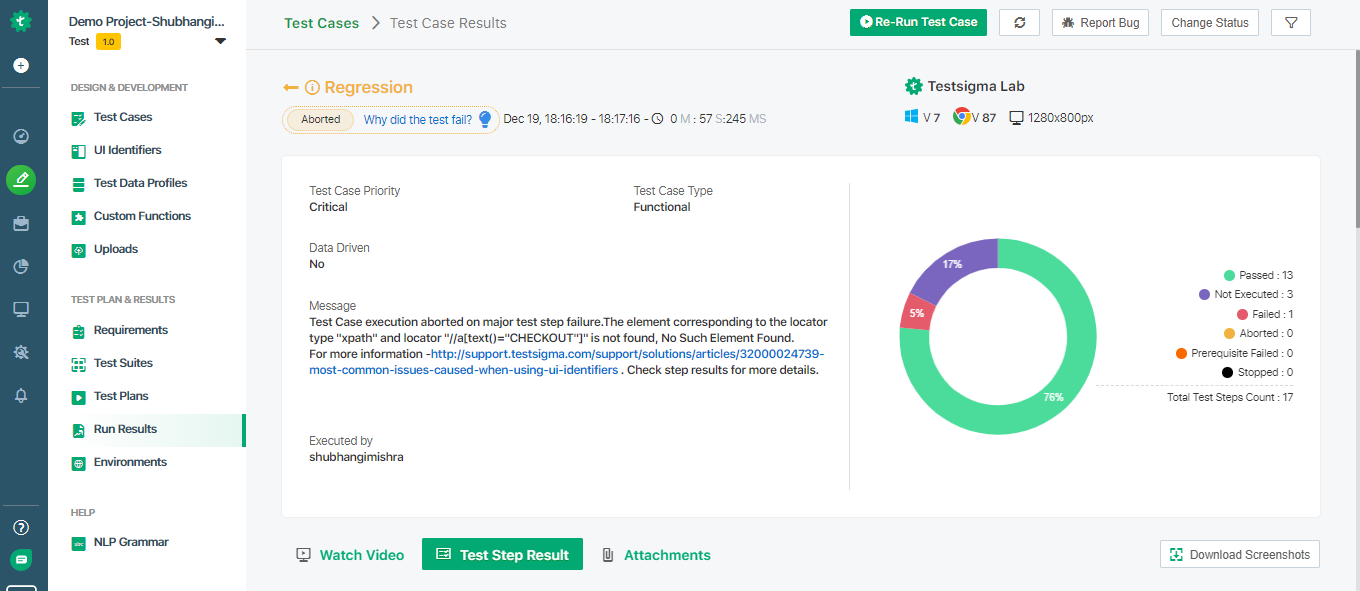 Demo Project-Shubhangi...
Test 1.0
DESIGN & DEVELOPMENT
Test Cases
UI Identifiers
Test Data Profiles
Custom Functions
Uploads
TEST PLAN & RESULTS
Requirements
Test Suites
Test Plans
Run Results
Environments
HELP
NLP Grammar
Test Cases > Test Case Results
Re-Run Test Case
Report Bug
Change Status
Regression
Aborted Why did the test fail? Dec 19, 18:16:19 - 18:17:16 - 0 M : 57 S:245 MS
Testsigma Lab
V 7 V 87 1280x800px
Test Case Priority
Critical
Test Case Type
Functional
Data Driven
No
Message
Test Case execution aborted on major test step failure.The element corresponding to the locator
type "xpath" and locator "//a[text()="CHECKOUT"]" is not found, No Such Element Found.
For more information -http://support.testsigma.com/support/solutions/articles/32000024739-
most-common-issues-caused-when-using-ui-identifiers . Check step results for more details.
Executed by
shubhangimishra
17%
5%
76%
Passed : 13
Not Executed : 3
Failed : 1
Aborted : 0
Prerequisite Failed : 0
Stopped : 0
Total Test Steps Count : 17
Watch Video
Test Step Result
Attachments
Download Screenshots